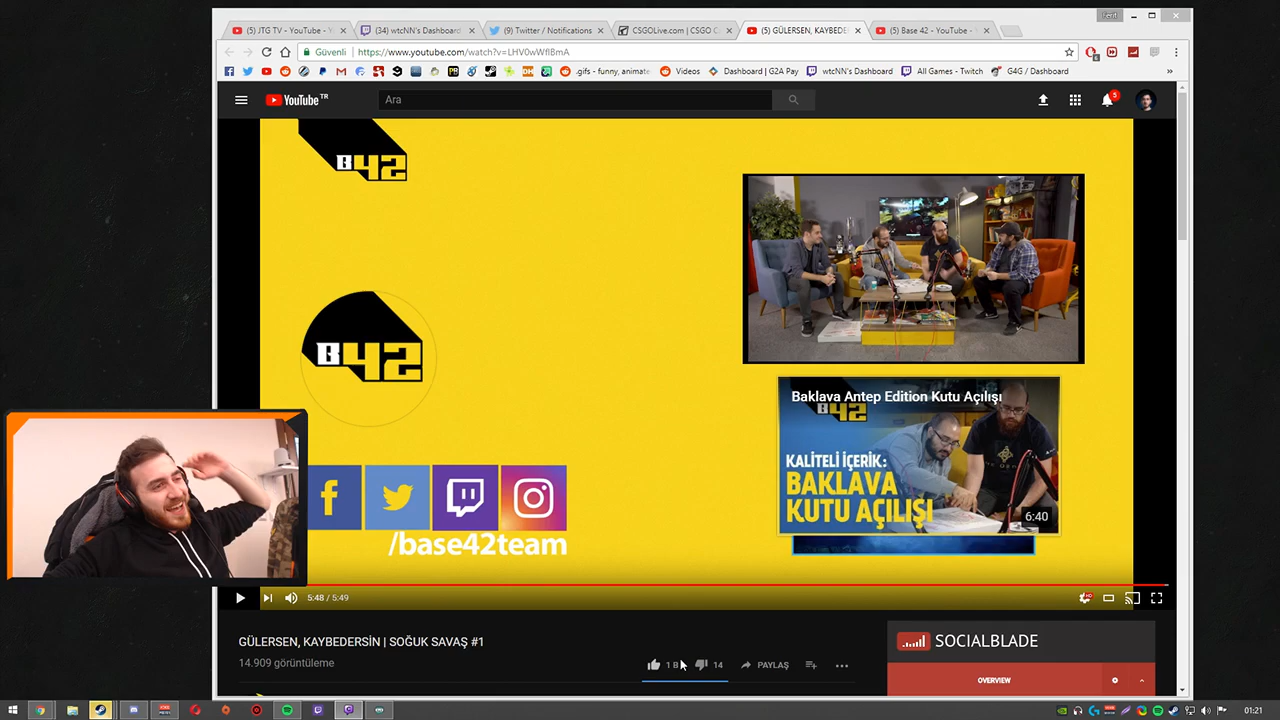 Ferit
(5) JTG TV - YouTube - Y
(34) wtcNN's Dashboard
(9) Twitter / Notifications
CSGOLive.com | CSGO C
(5) GÜLERSEN, KAYBEDE
(5) Base 42 - YouTube -
Güvenli
https://www.youtube.com/watch?v=LHV0wWfIBmA
.gifs - funny, animate
Videos
Dashboard | G2A Pay
wtcNN's Dashboard
All Games - Twitch
G4G / Dashboard
»
YouTube TR
Ara
5
B42
B42
Baklava Antep Edition Kutu Açılışı
B42
KALİTELİ İÇERİK:
BAKLAVA
KUTU AÇILIŞI
6:40
/base42team
5:48 / 5:49
HD
GÜLERSEN, KAYBEDERSİN | SOĞUK SAVAŞ #1
14.909 görüntüleme
1 B
14
PAYLAŞ
SOCIALBLADE
OVERVIEW
01:21